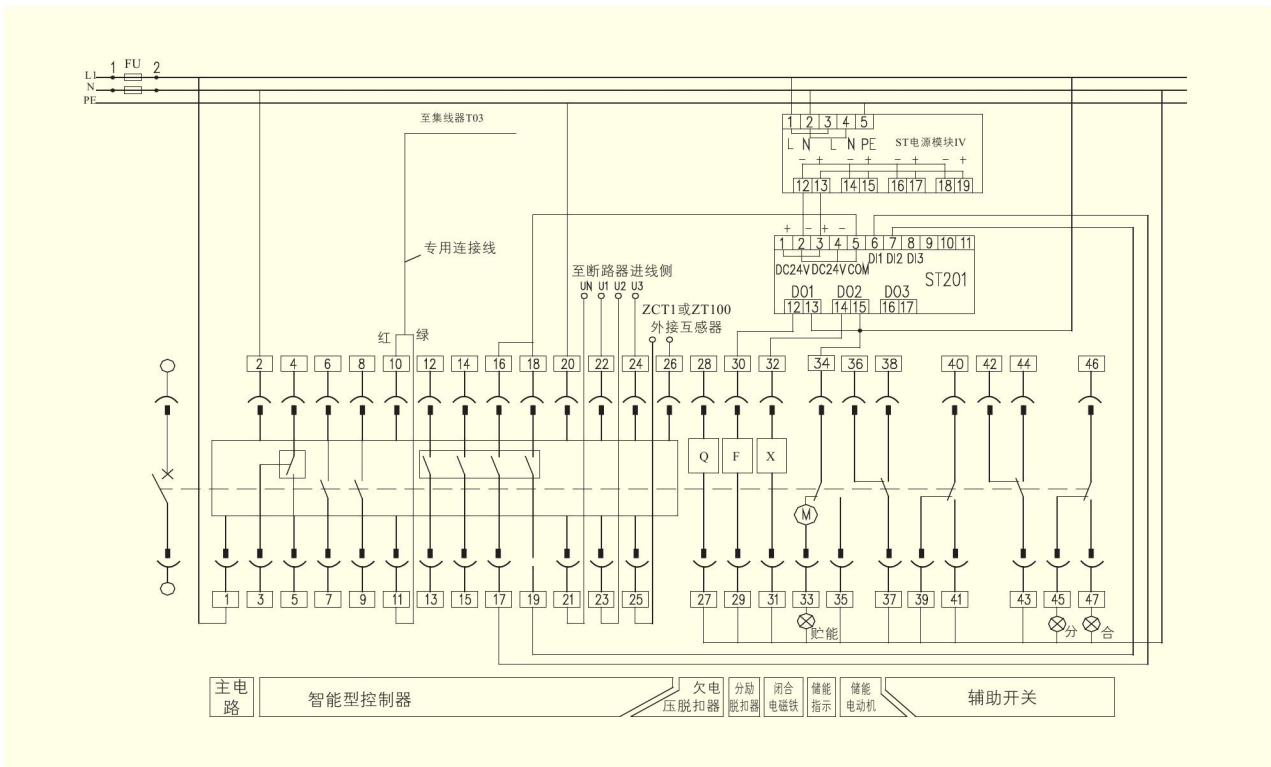 1 FU 2
L1
N
PE
至集线器T03
1 2 3 4 5
L N L N PE ST电源模块IV
- + - + - + - +
12 13 14 15 16 17 18 19
专用连接线
+ - + -
1 2 3 4 5 6 7 8 9 10 11
DI1 DI2 DI3
DC24V DC24V COM
ST201
DO1 DO2 DO3
12 13 14 15 16 17
至断路器进线侧
UN U1 U2 U3
ZCT1或ZT100
外接互感器
红 绿
2 4 6 8 10 12 14 16 18 20 22 24 26 28 30 32 34 36 38 40 42 44 46
Q F X
M
1 3 5 7 9 11 13 15 17 19 21 23 25 27 29 31 33 35 37 39 41 43 45 47
贮能 分 合
主电
路
智能型控制器
欠电
压脱扣器
分励
脱扣器
闭合
电磁铁
储能
指示
储能
电动机
辅助开关